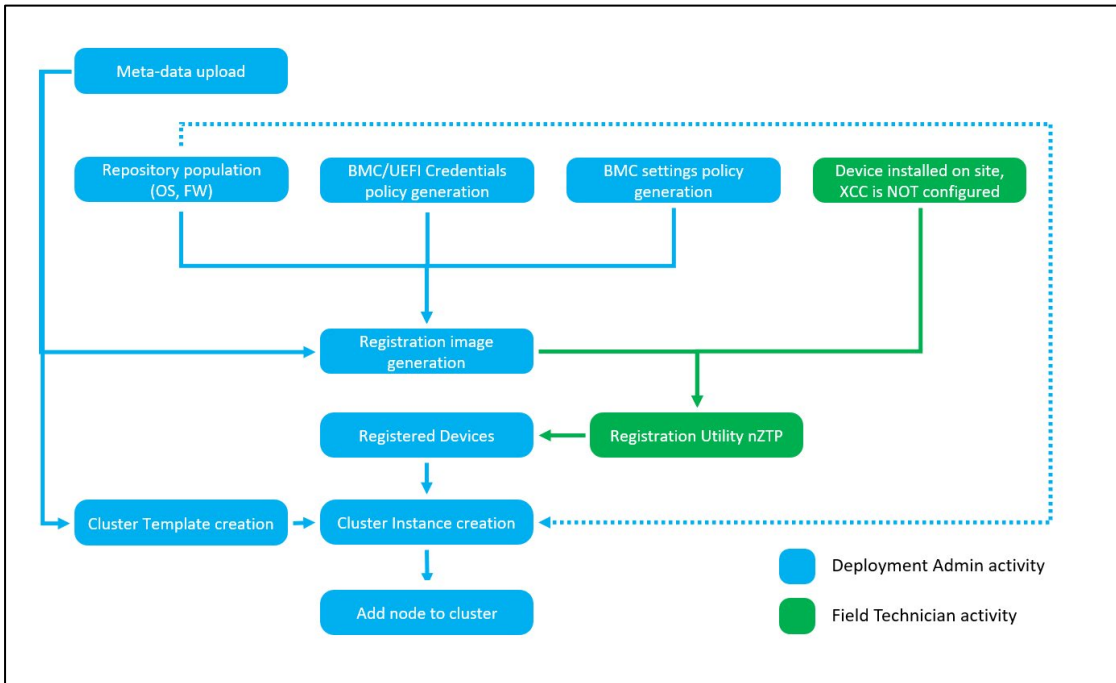 Meta-data upload
Repository population
(OS, FW)
BMC/UEFI Credentials
policy generation
BMC settings policy
generation
Device installed on site,
XCC is NOT configured
Registration image
generation
Registered Devices
Registration Utility nZTP
Cluster Template creation
Cluster Instance creation
Add node to cluster
Deployment Admin activity
Field Technician activity